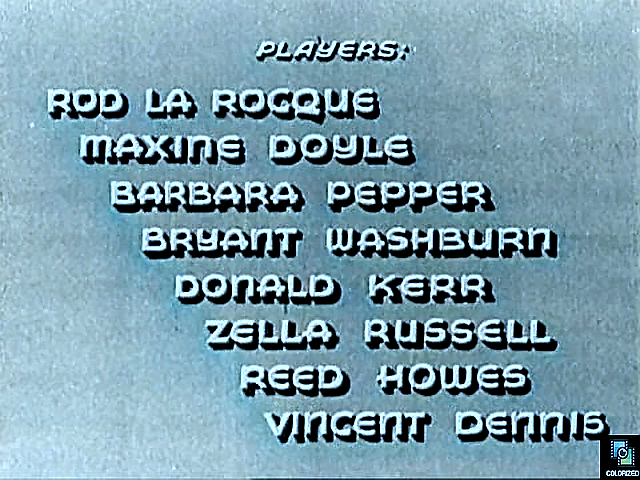 PLAYERS:
ROD LA ROCQUE
MAXINE DOYLE
BARBARA PEPPER
BRYANT WASHBURN
DONALD KERR
ZELLA RUSSELL
REED HOWES
VINCENT DENNIS
COLORIZED